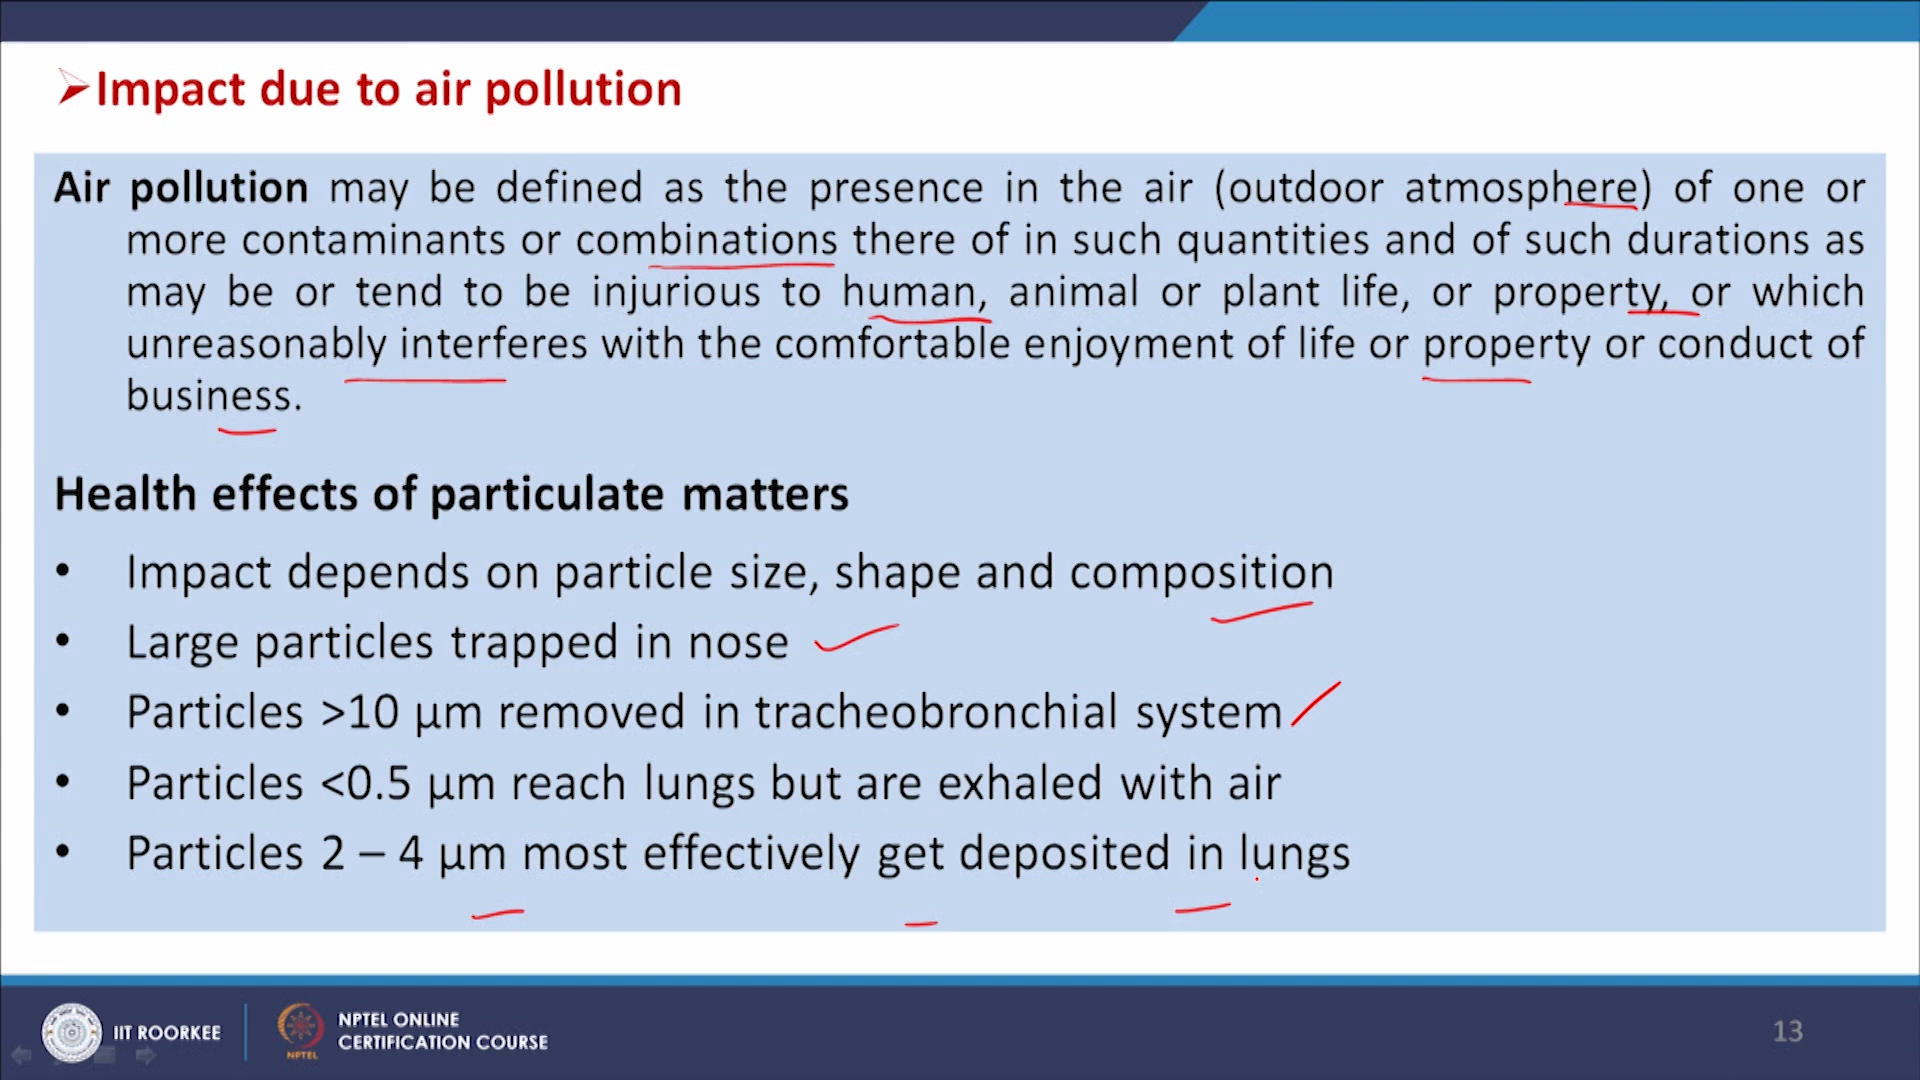 Impact due to air pollution
Air pollution may be defined as the presence in the air (outdoor atmosphere) of one or
more contaminants or combinations there of in such quantities and of such durations as
may be or tend to be injurious to human, animal or plant life, or property, or which
unreasonably interferes with the comfortable enjoyment of life or property or conduct of
business.
Health effects of particulate matters
• Impact depends on particle size, shape and composition
• Large particles trapped in nose
• Particles >10 μm removed in tracheobronchial system
• Particles <0.5 μm reach lungs but are exhaled with air
• Particles 2 – 4 μm most effectively get deposited in lungs
IIT ROORKEE
NPTEL
NPTEL ONLINE
CERTIFICATION COURSE
13